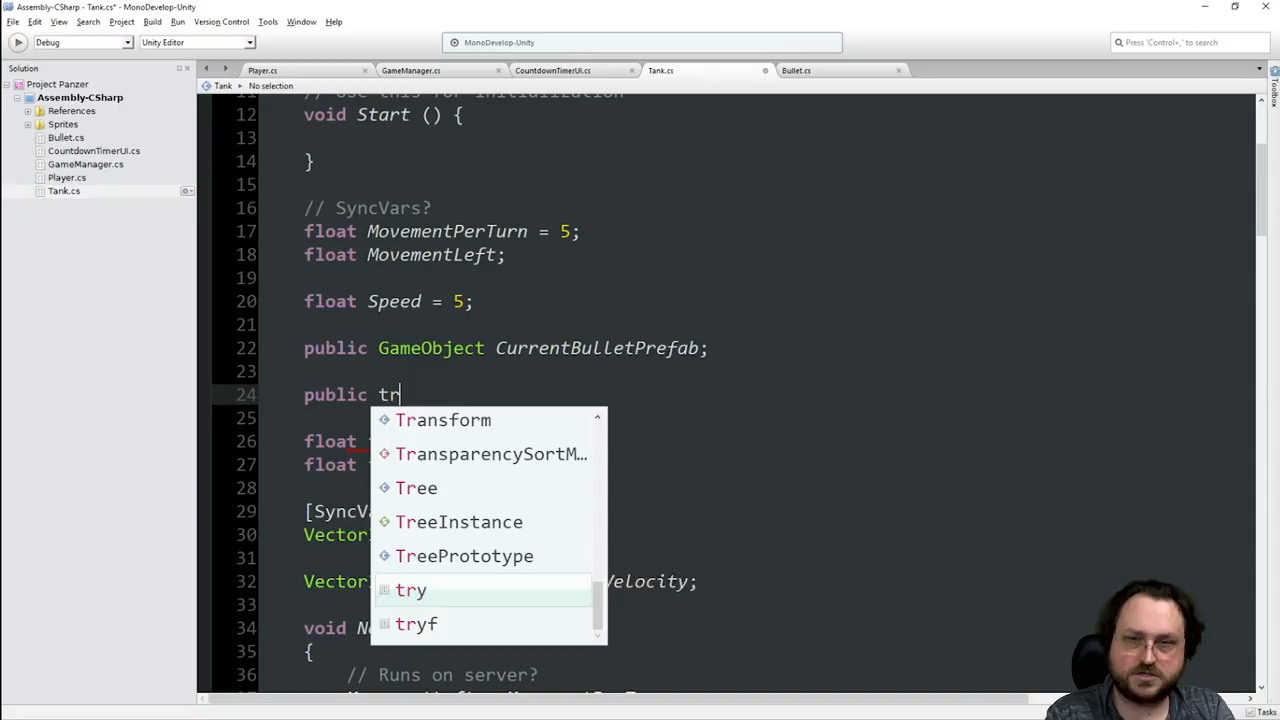 Assembly-CSharp - Tank.cs* - MonoDevelop-Unity
File Edit View Search Project Build Run Version Control Tools Window Help
Debug Unity Editor MonoDevelop-Unity Press 'Control+,' to search
Solution
Player.cs GameManager.cs CountdownTimerUI.cs Tank.cs Bullet.cs
Tank No selection
Project Panzer
Assembly-CSharp
References
Sprites
Bullet.cs
CountdownTimerUI.cs
GameManager.cs
Player.cs
Tank.cs
Toolbox
11 // Use this for initialization
12 void Start () {
13
14 }
15
16 // SyncVars?
17 float MovementPerTurn = 5;
18 float MovementLeft;
19
20 float Speed = 5;
21
22 public GameObject CurrentBulletPrefab;
23
24 public tr
25
26 float
27 float
28
29 [SyncV
30 Vector
31
32 Vector Velocity;
33
34 void N
35 {
36 // Runs on server?
Transform
TransparencySortM...
Tree
TreeInstance
TreePrototype
try
tryf
Tasks